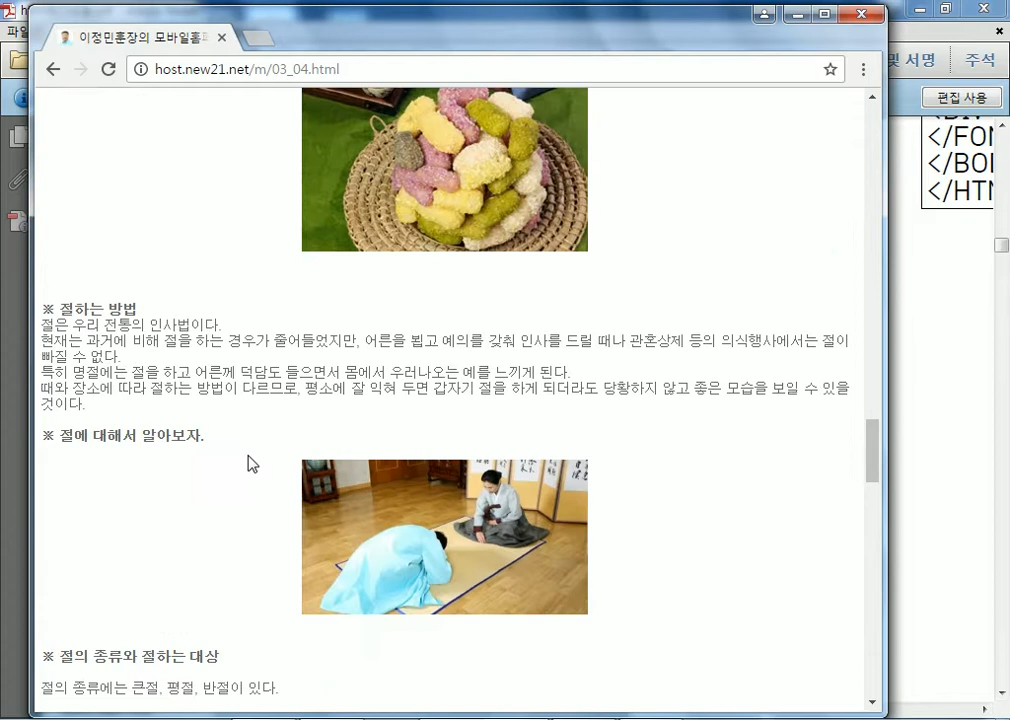 이정민훈장의 모바일홈
host.new21.net/m/03_04.html
파일
및 서명
주석
편집 사용
</FON
</BOD
</HTM
※ 절하는 방법
절은 우리 전통의 인사법이다.
현재는 과거에 비해 절을 하는 경우가 줄어들었지만, 어른을 뵙고 예의를 갖춰 인사를 드릴 때나 관혼상제 등의 의식행사에서는 절이
빠질 수 없다.
특히 명절에는 절을 하고 어른께 덕담도 들으면서 몸에서 우러나오는 예를 느끼게 된다.
때와 장소에 따라 절하는 방법이 다르므로, 평소에 잘 익혀 두면 갑자기 절을 하게 되더라도 당황하지 않고 좋은 모습을 보일 수 있을
것이다.
※ 절에 대해서 알아보자.
※ 절의 종류와 절하는 대상
절의 종류에는 큰절, 평절, 반절이 있다.